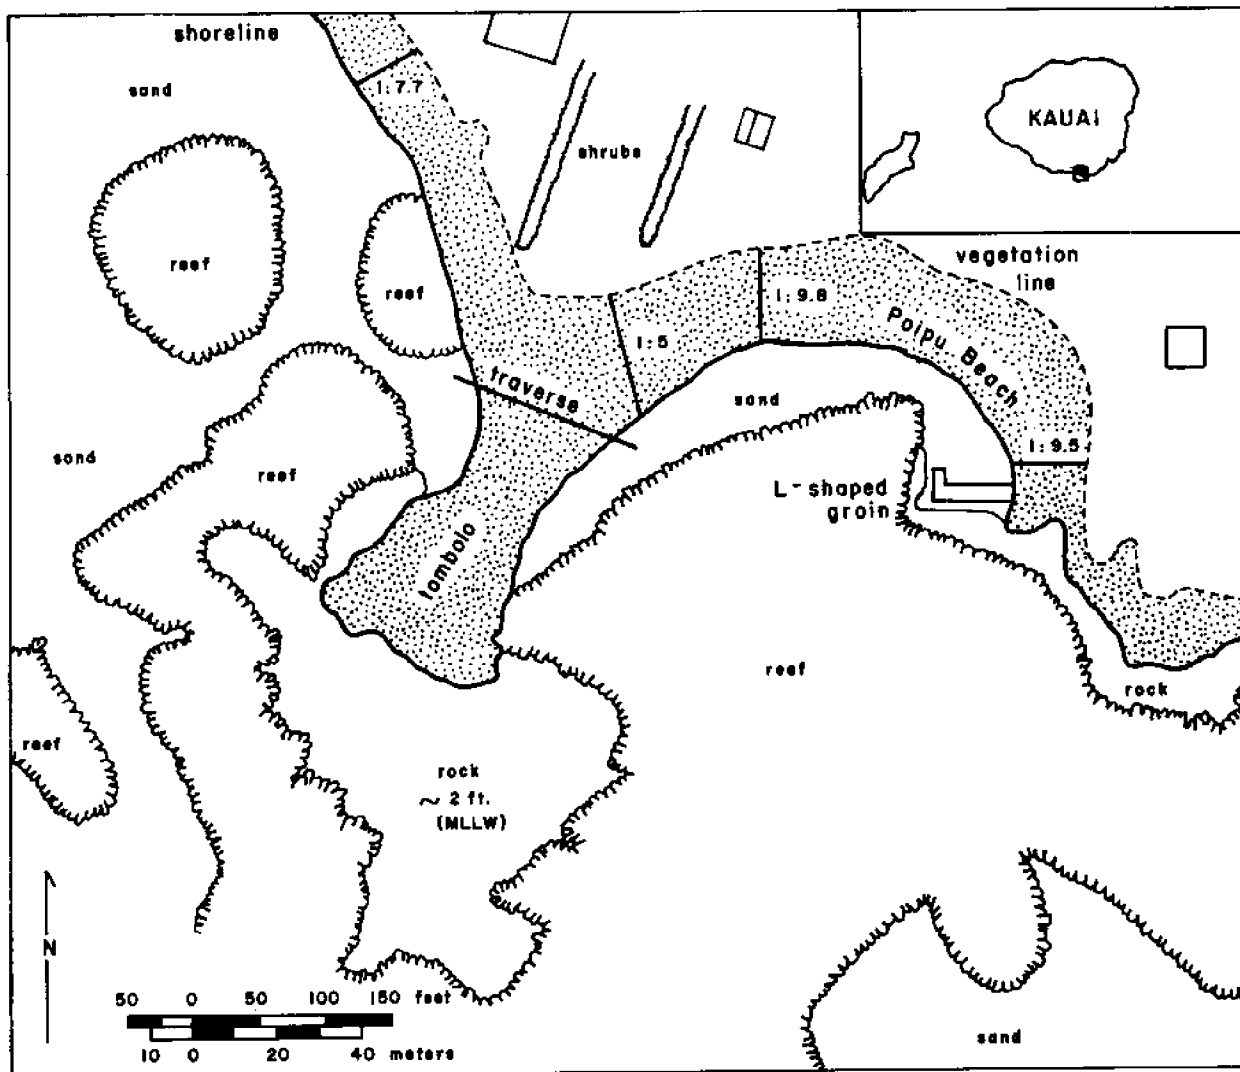 shoreline
sand
1:7.7
shrubs
KAUAI
reef
reef
vegetation
line
1:9.8
1:5
Poipu Beach
traverse
sand
1:9.5
sand
reef
L-shaped
groin
tombolo
reef
rock
reef
rock
~ 2 ft.
(MLLW)
N
50 0 50 100 150 feet
10 0 20 40 meters
sand